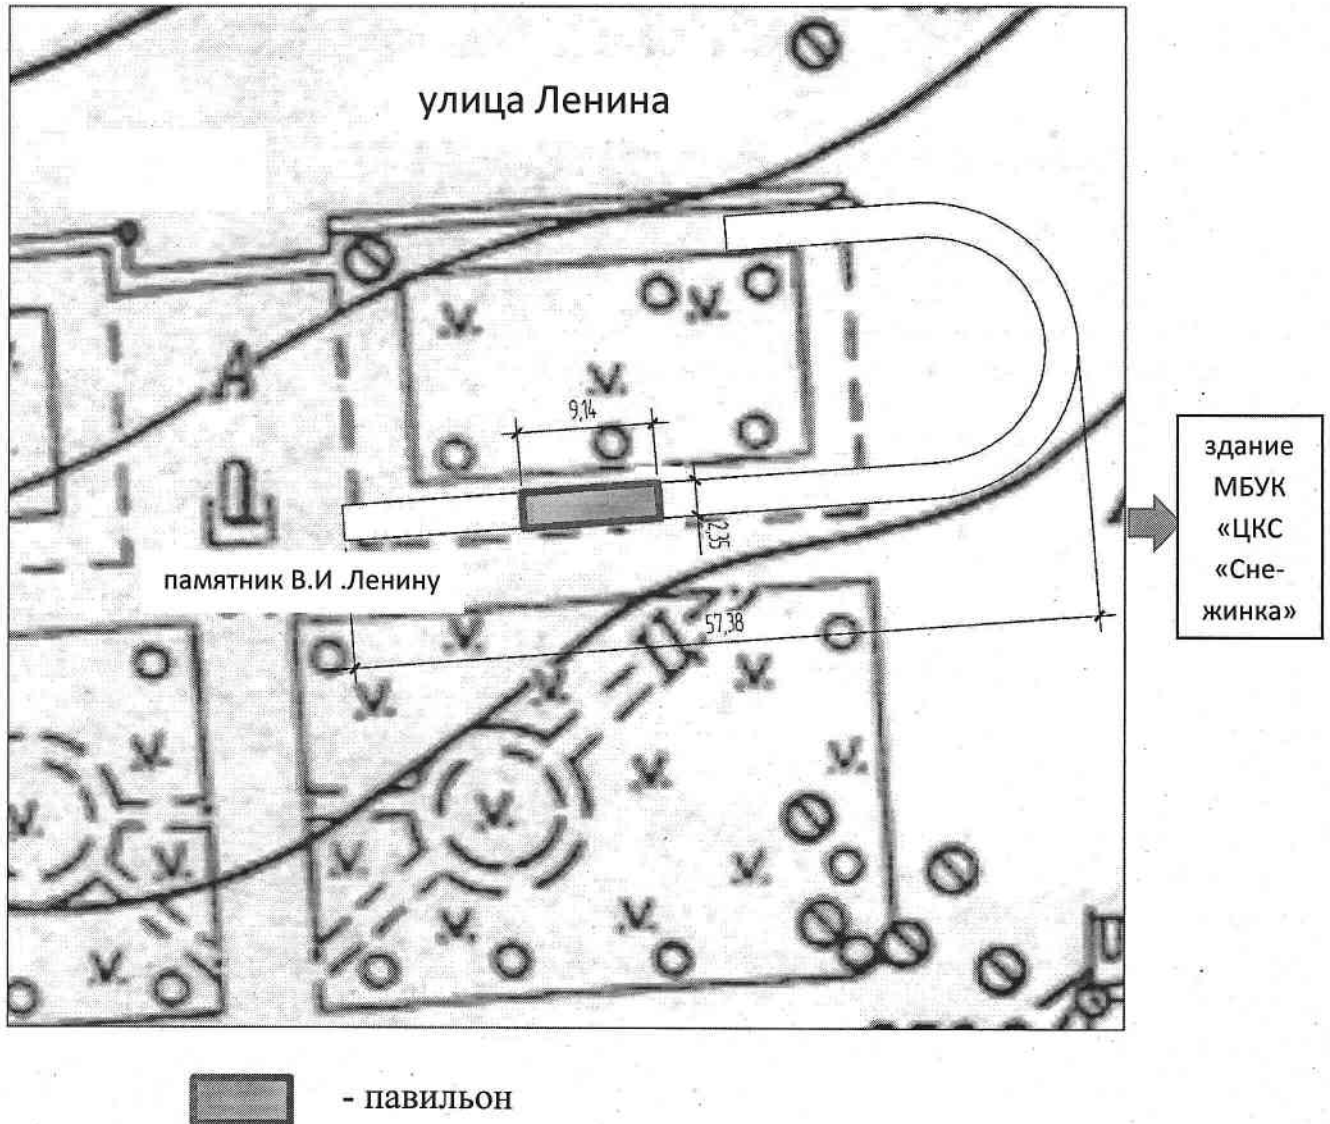 улица Ленина
А
9,14
2,35
здание
МБУК
«ЦКС
«Сне-
жинка»
памятник В.И .Ленину
57,38
Ц
- павильон